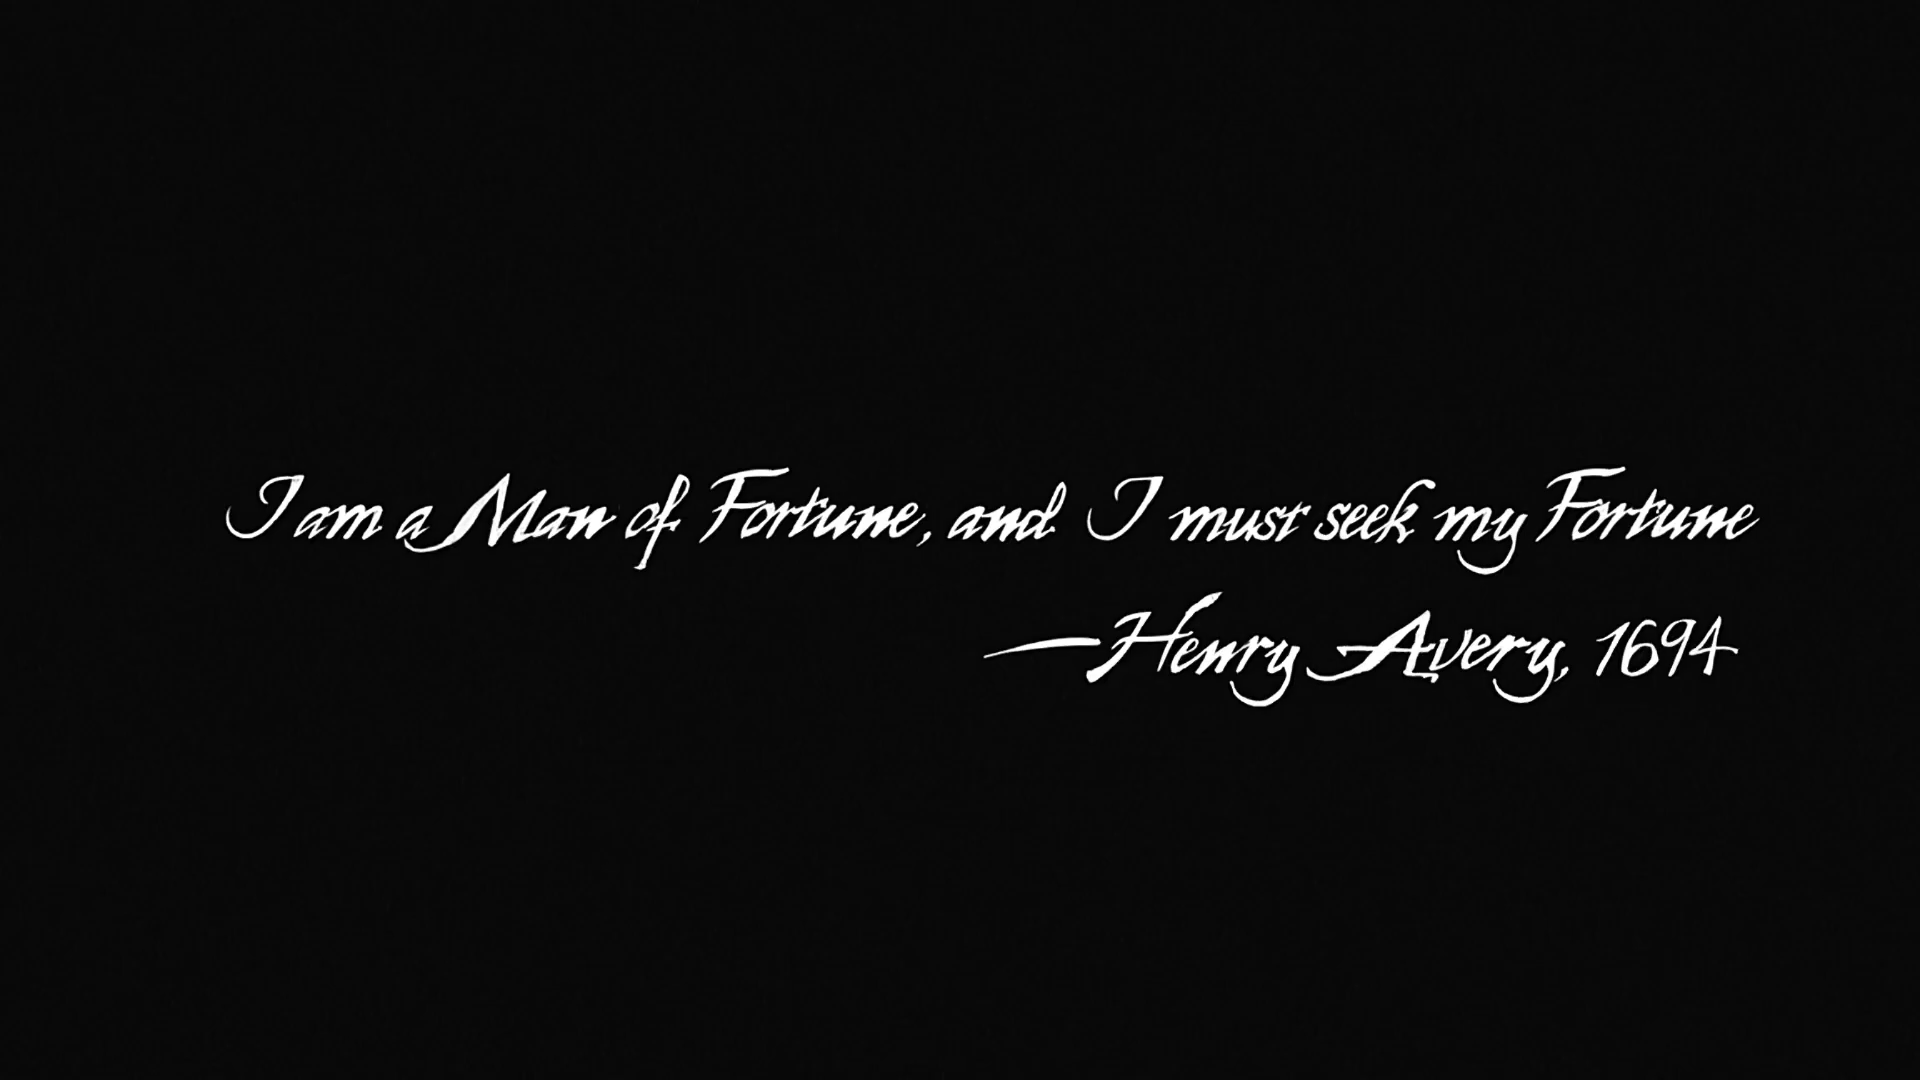 I am a Man of Fortune, and I must seek my Fortune
—Henry Avery, 1694